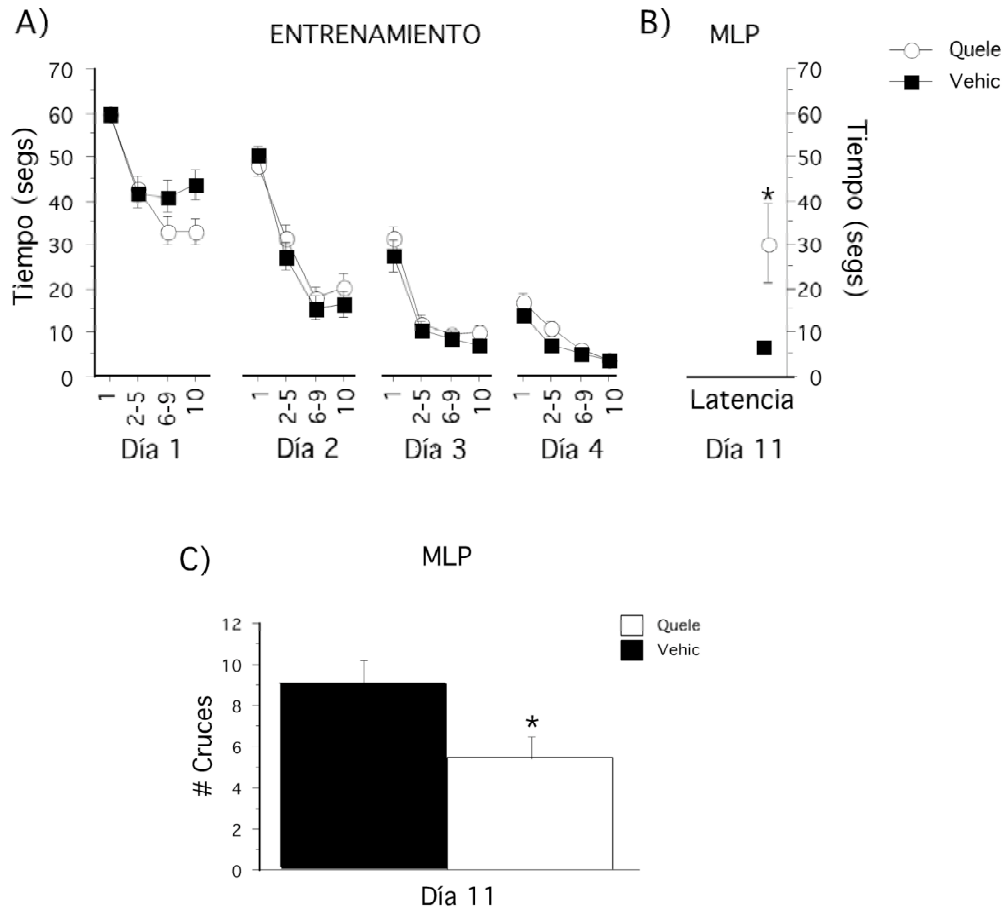 A)
ENTRENAMIENTO
B)
MLP
Quele
Vehic
Tiempo (segs)
70
60
50
40
30
20
10
0
1
2-5
6-9
10
Día 1
1
2-5
6-9
10
Día 2
1
2-5
6-9
10
Día 3
1
2-5
6-9
10
Día 4
*
70
60
50
40
30
20
10
0
Tiempo (segs)
Latencia
Día 11
C)
MLP
Quele
Vehic
# Cruces
12
10
8
6
4
2
0
*
Día 11